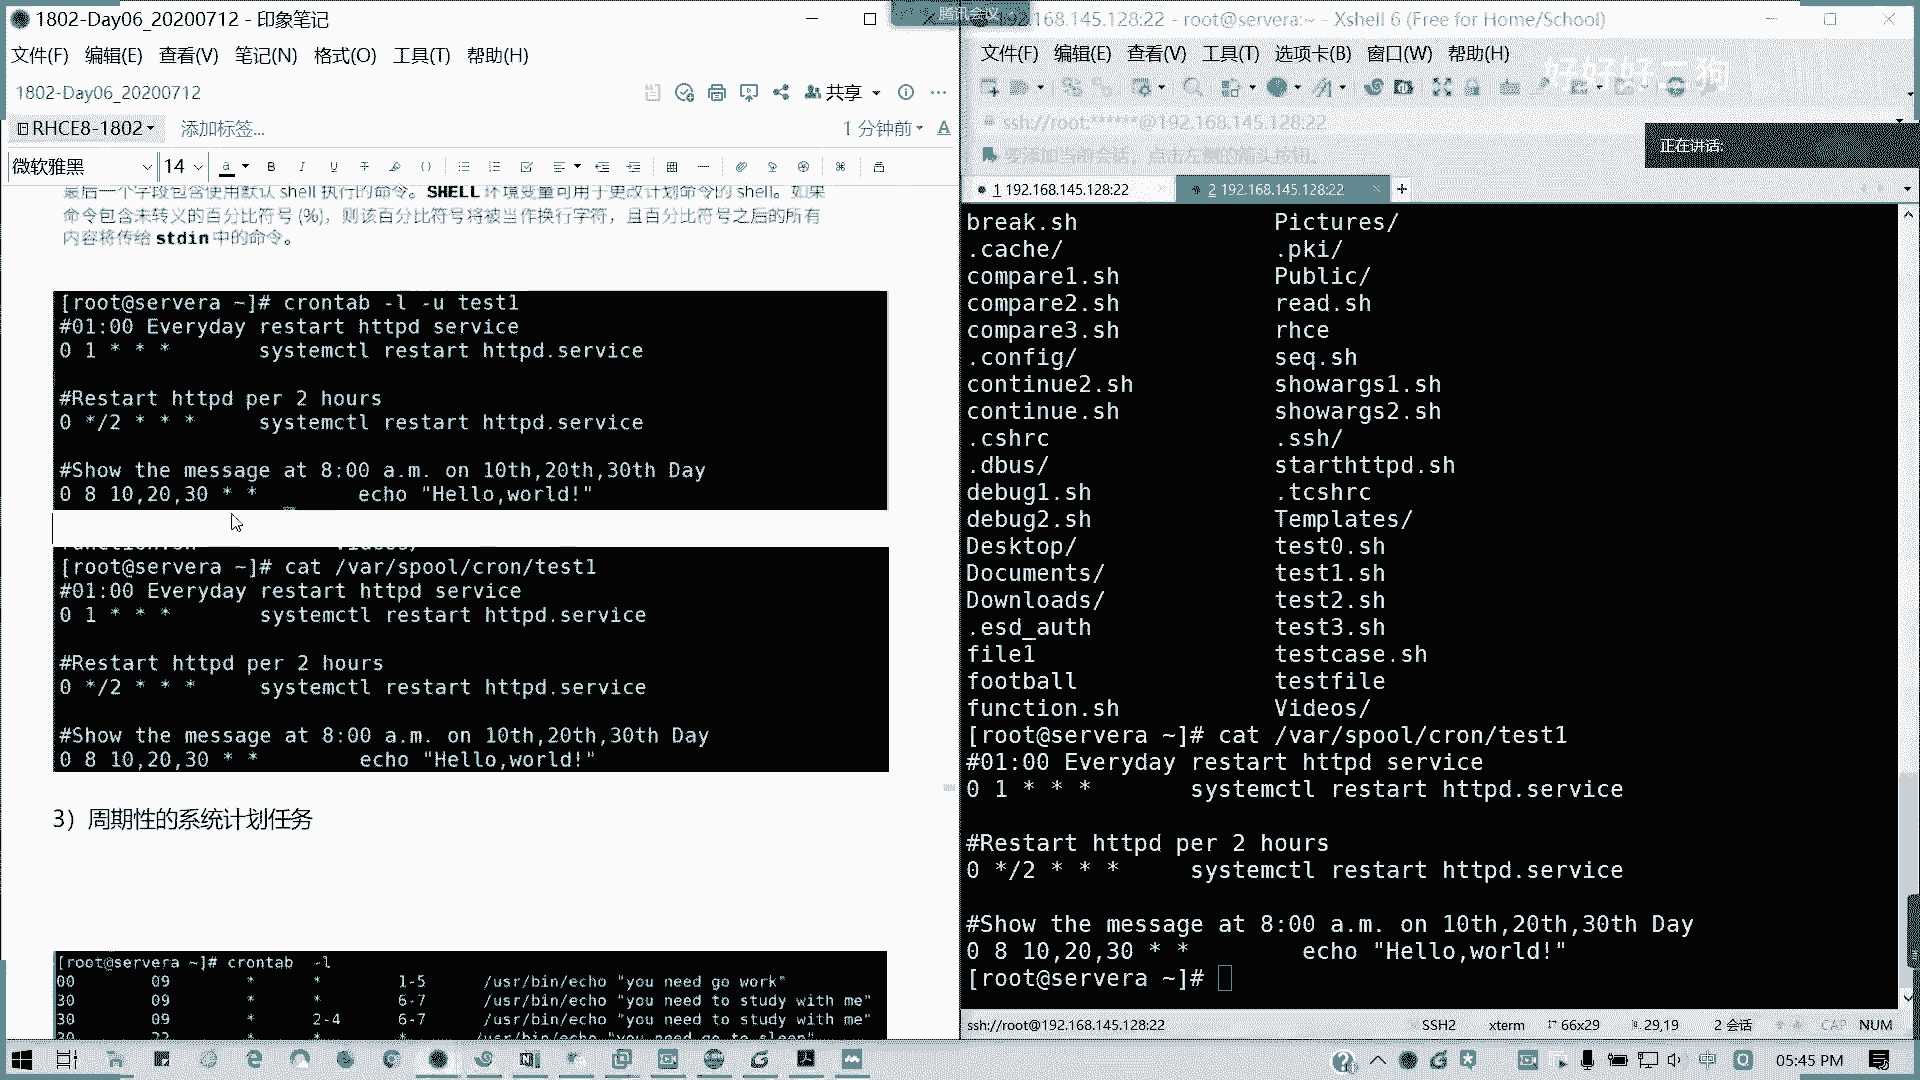 1802-Day06_20200712 - 印象笔记
文件(F) 编辑(E) 查看(V) 笔记(N) 格式(O) 工具(T) 帮助(H)
1802-Day06_20200712
共享
RHCE8-1802
添加标签...
1 分钟前
微软雅黑 14
最后一个字段包含使用默认 shell 执行的命令。SHELL 环境变量可用于更改计划命令的 shell。如果
命令包含未转义的百分比符号 (%)，则该百分比符号将被当作换行字符，且百分比符号之后的所有
内容将传给 stdin 中的命令。
[root@servera ~]# crontab -l -u test1
#01:00 Everyday restart httpd service
0 1 * * * systemctl restart httpd.service
#Restart httpd per 2 hours
0 */2 * * * systemctl restart httpd.service
#Show the message at 8:00 a.m. on 10th,20th,30th Day
0 8 10,20,30 * * echo "Hello,world!"
[root@servera ~]# cat /var/spool/cron/test1
#01:00 Everyday restart httpd service
0 1 * * * systemctl restart httpd.service
#Restart httpd per 2 hours
0 */2 * * * systemctl restart httpd.service
#Show the message at 8:00 a.m. on 10th,20th,30th Day
0 8 10,20,30 * * echo "Hello,world!"
3）周期性的系统计划任务
[root@servera ~]# crontab -l
00 09 * * 1-5 /usr/bin/echo "you need go work"
30 09 * * 6-7 /usr/bin/echo "you need to study with me"
30 09 * 2-4 6-7 /usr/bin/echo "you need to study with me"
腾讯会议
192.168.145.128:22 - root@servera:~ - Xshell 6 (Free for Home/School)
文件(F) 编辑(E) 查看(V) 工具(T) 选项卡(B) 窗口(W) 帮助(H)
好好好二狗
ssh://root:******@192.168.145.128:22
要添加当前会话，点击左侧的箭头按钮。
正在讲话:
1 192.168.145.128:22
2 192.168.145.128:22
break.sh Pictures/
.cache/ .pki/
compare1.sh Public/
compare2.sh read.sh
compare3.sh rhce
.config/ seq.sh
continue2.sh showargs1.sh
continue.sh showargs2.sh
.cshrc .ssh/
.dbus/ starthttpd.sh
debug1.sh .tcshrc
debug2.sh Templates/
Desktop/ test0.sh
Documents/ test1.sh
Downloads/ test2.sh
.esd_auth test3.sh
file1 testcase.sh
football testfile
function.sh Videos/
[root@servera ~]# cat /var/spool/cron/test1
#01:00 Everyday restart httpd service
0 1 * * * systemctl restart httpd.service
#Restart httpd per 2 hours
0 */2 * * * systemctl restart httpd.service
#Show the message at 8:00 a.m. on 10th,20th,30th Day
0 8 10,20,30 * * echo "Hello,world!"
[root@servera ~]#
ssh://root@192.168.145.128:22 SSH2 xterm 66x29 29,19 2 会话 CAP NUM
中 05:45 PM